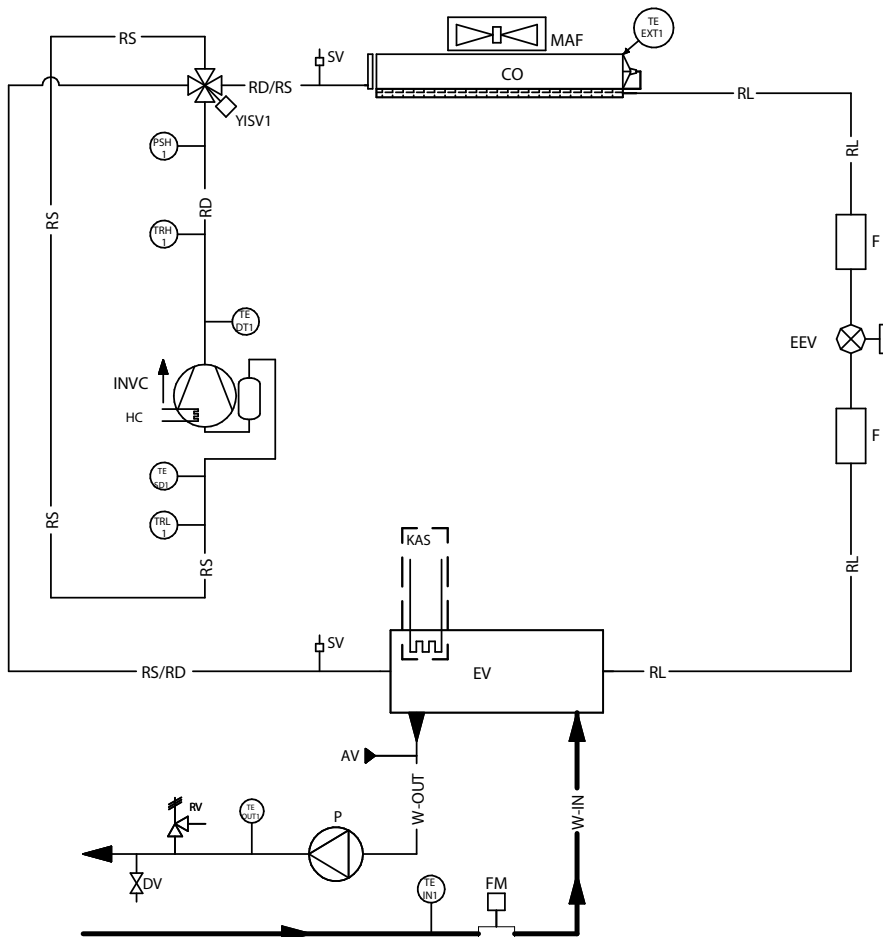 RS
SV
MAF
TE
EXT1
CO
RD/RS
YISV1
RL
PSH
1
RL
RD
RS
TRH
1
F
TE
DT1
EEV
INVC
HC
F
TE
SD1
TRL
1
RS
RS
KAS
RL
SV
RS/RD
EV
RL
AV
W-OUT
W-IN
RV
TE
OUT1
P
DV
TE
IN1
FM